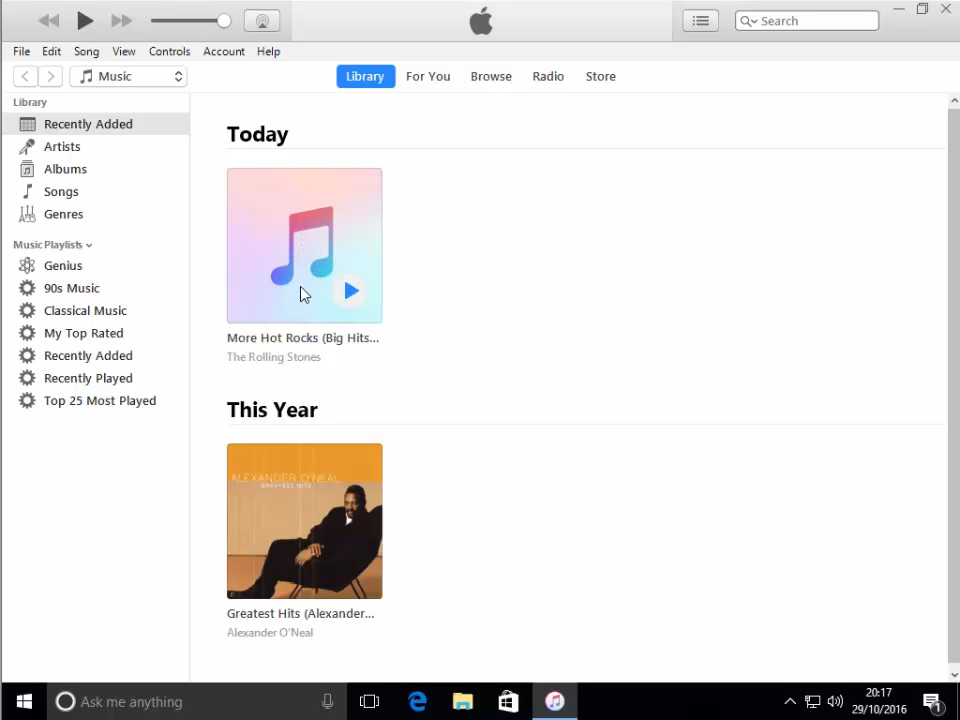 Search
File Edit Song View Controls Account Help
Music
Library For You Browse Radio Store
Library
Recently Added
Artists
Albums
Songs
Genres
Music Playlists
Genius
90s Music
Classical Music
My Top Rated
Recently Added
Recently Played
Top 25 Most Played
Today
More Hot Rocks (Big Hits...
The Rolling Stones
This Year
ALEXANDER O'NEAL
GREATEST HITS
Greatest Hits (Alexander...
Alexander O'Neal
Ask me anything
20:17
29/10/2016
1